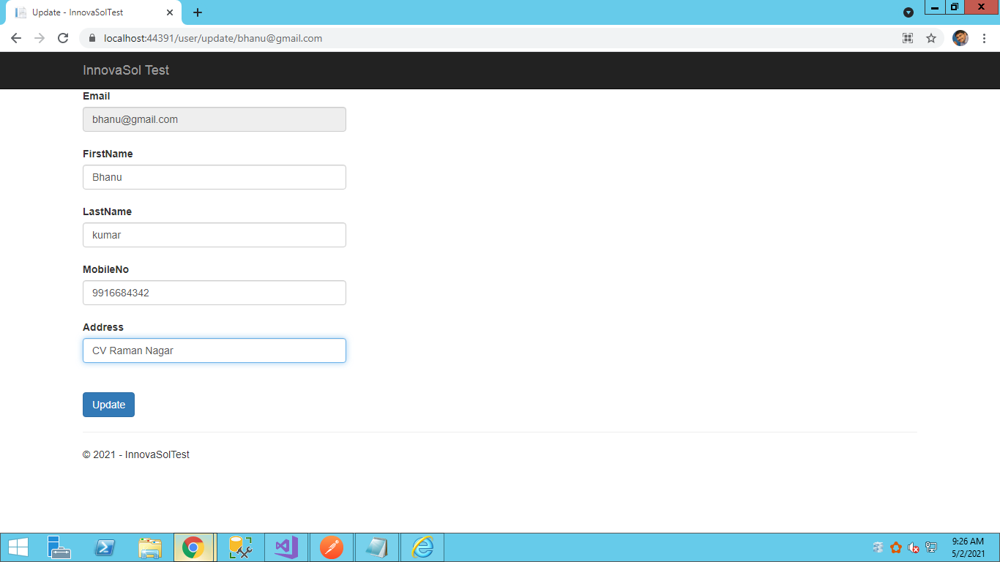 Update - InnovaSolTest
localhost:44391/user/update/bhanu@gmail.com
InnovaSol Test
Email
bhanu@gmail.com
FirstName
Bhanu
LastName
kumar
MobileNo
9916684342
Address
CV Raman Nagar
Update
© 2021 - InnovaSolTest
9:26 AM
5/2/2021